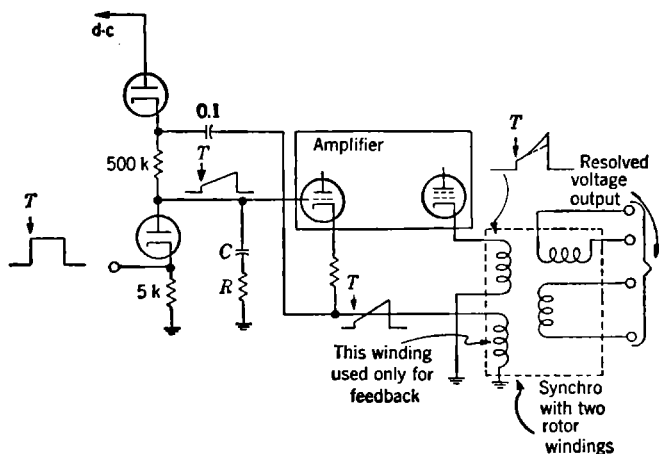 d-c
0.1
T
Amplifier
500 k
T
T
Resolved
voltage
output
C
R
5 k
T
This winding
used only for
feedback
Synchro
with two
rotor
windings